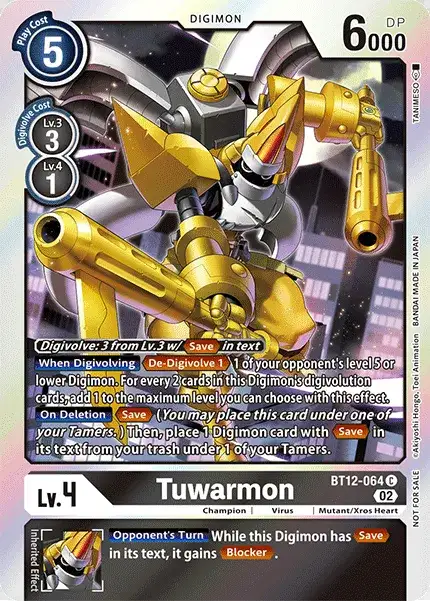 DIGIMON
Play Cost
5
6000
DP
Digivolve Cost
Lv.3
3
Lv.4
1
TANIMESO
Digivolve: 3 from Lv.3 w/ Save in text
When Digivolving De-Digivolve 1 1 of your opponent's level 5 or
lower Digimon. For every 2 cards in this Digimon's digivolution
cards, add 1 to the maximum level you can choose with this effect.
On Deletion Save (You may place this card under one of
your Tamers.) Then, place 1 Digimon card with Save in
its text from your trash under 1 of your Tamers.
©Akiyoshi Hongo, Toei Animation BANDAI MADE IN JAPAN
NOT FOR SALE
Lv.4
Tuwarmon
BT12-064 C
02
Champion | Virus | Mutant/Xros Heart
Inherited Effect
Opponent's Turn While this Digimon has Save
in its text, it gains Blocker.